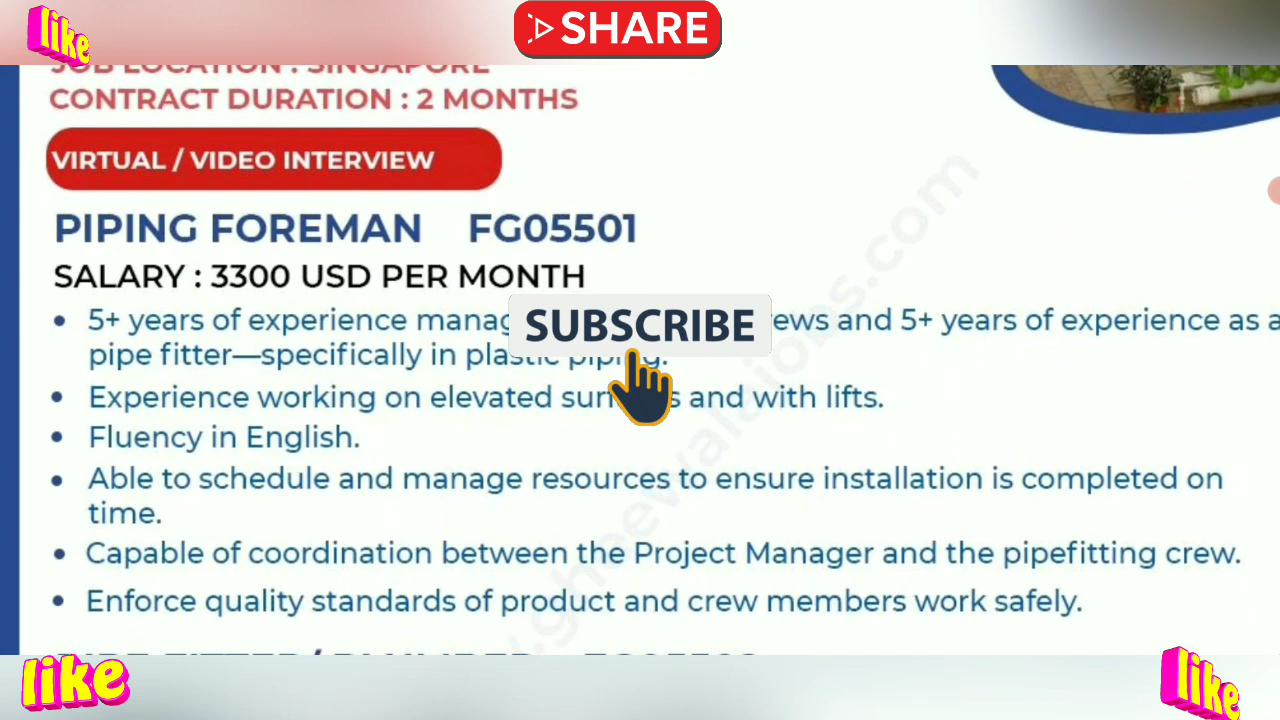 like
SHARE
JOB LOCATION : SINGAPORE
CONTRACT DURATION : 2 MONTHS
VIRTUAL / VIDEO INTERVIEW
PIPING FOREMAN FG05501
SALARY : 3300 USD PER MONTH
SUBSCRIBE
• 5+ years of experience and 5+ years of experience as a
pipe fitter—specifically in plastic piping.
• Experience working on elevated and with lifts.
• Fluency in English.
• Able to schedule and manage resources to ensure installation is completed on
time.
• Capable of coordination between the Project Manager and the pipefitting crew.
• Enforce quality standards of product and crew members work safely.
like
like